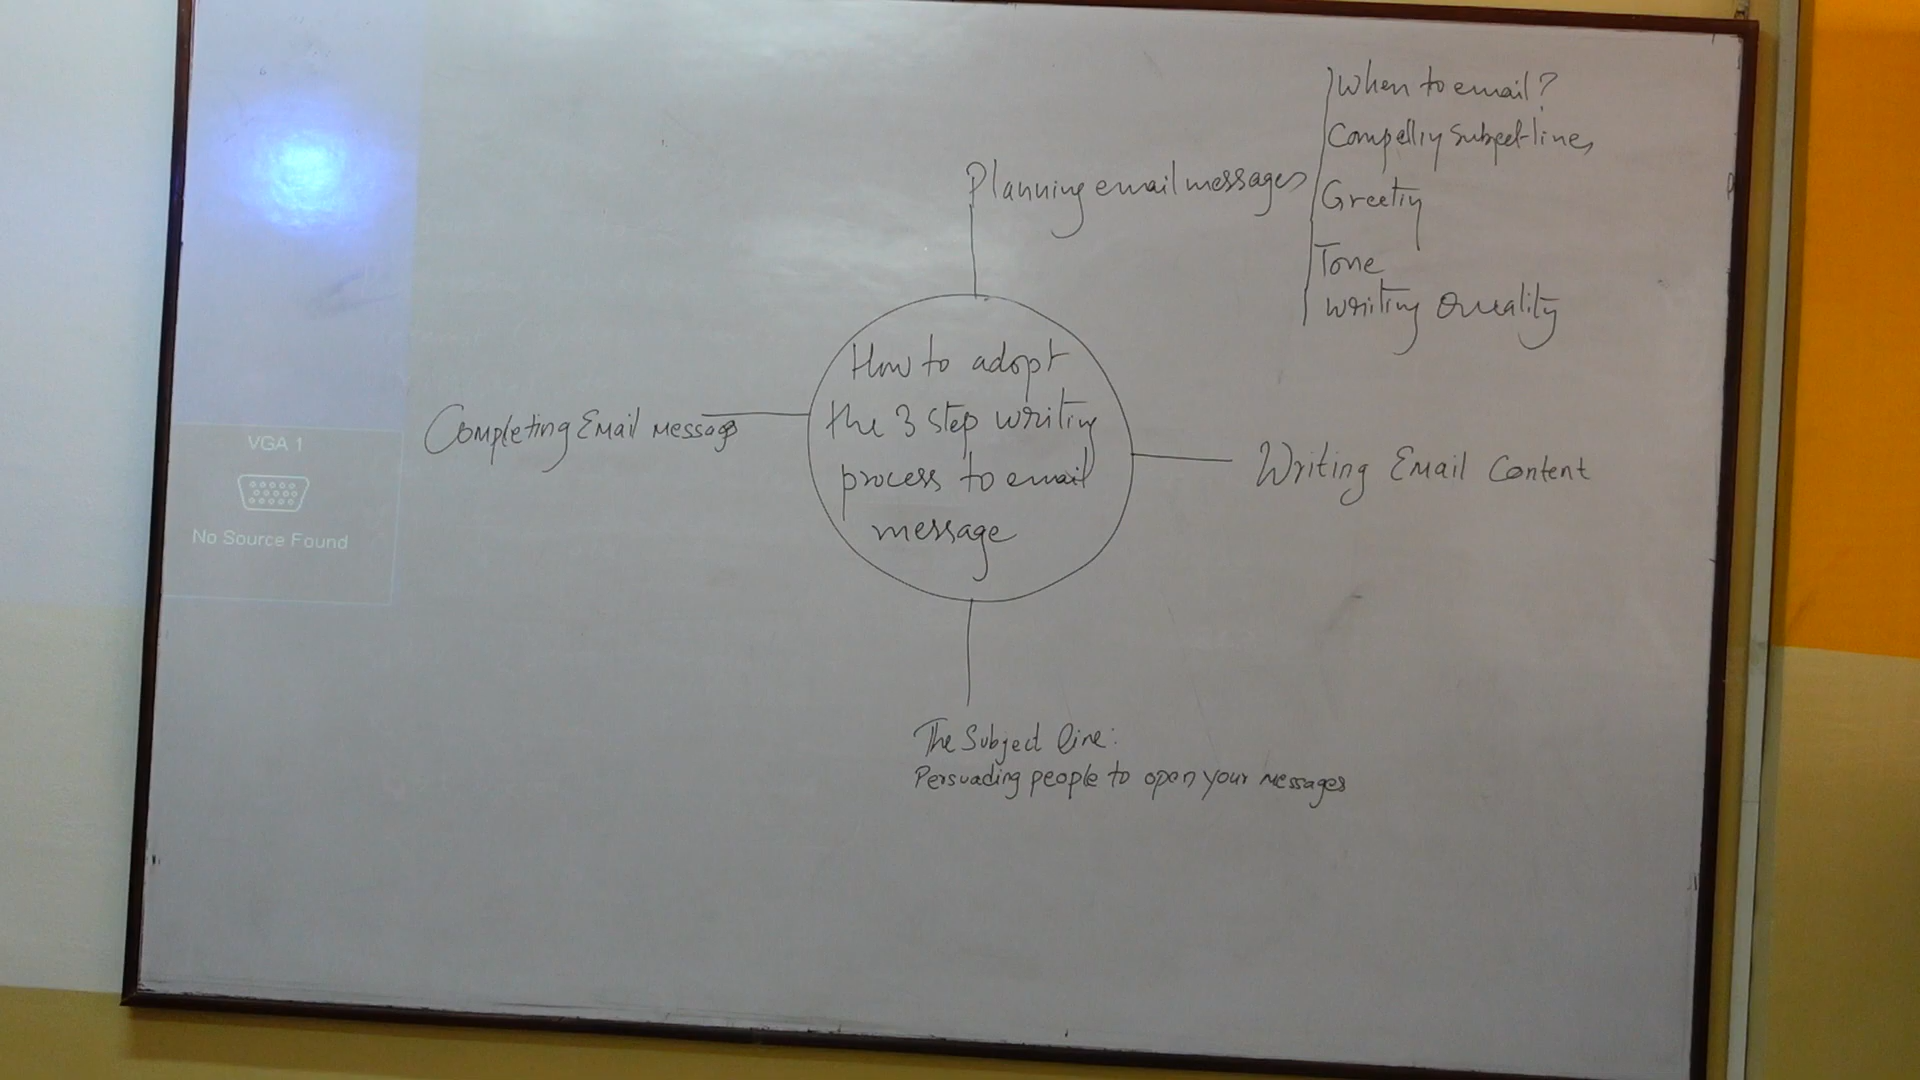 When to email?
Compelliy Subject-lines
Planning email messages
Greetiy
Tone
Writing Quality
How to adopt
the 3 step writing
process to email
message
Completing Email message
Writing Email Content
VGA 1
No Source Found
The Subject line:
Persuading people to open your messages